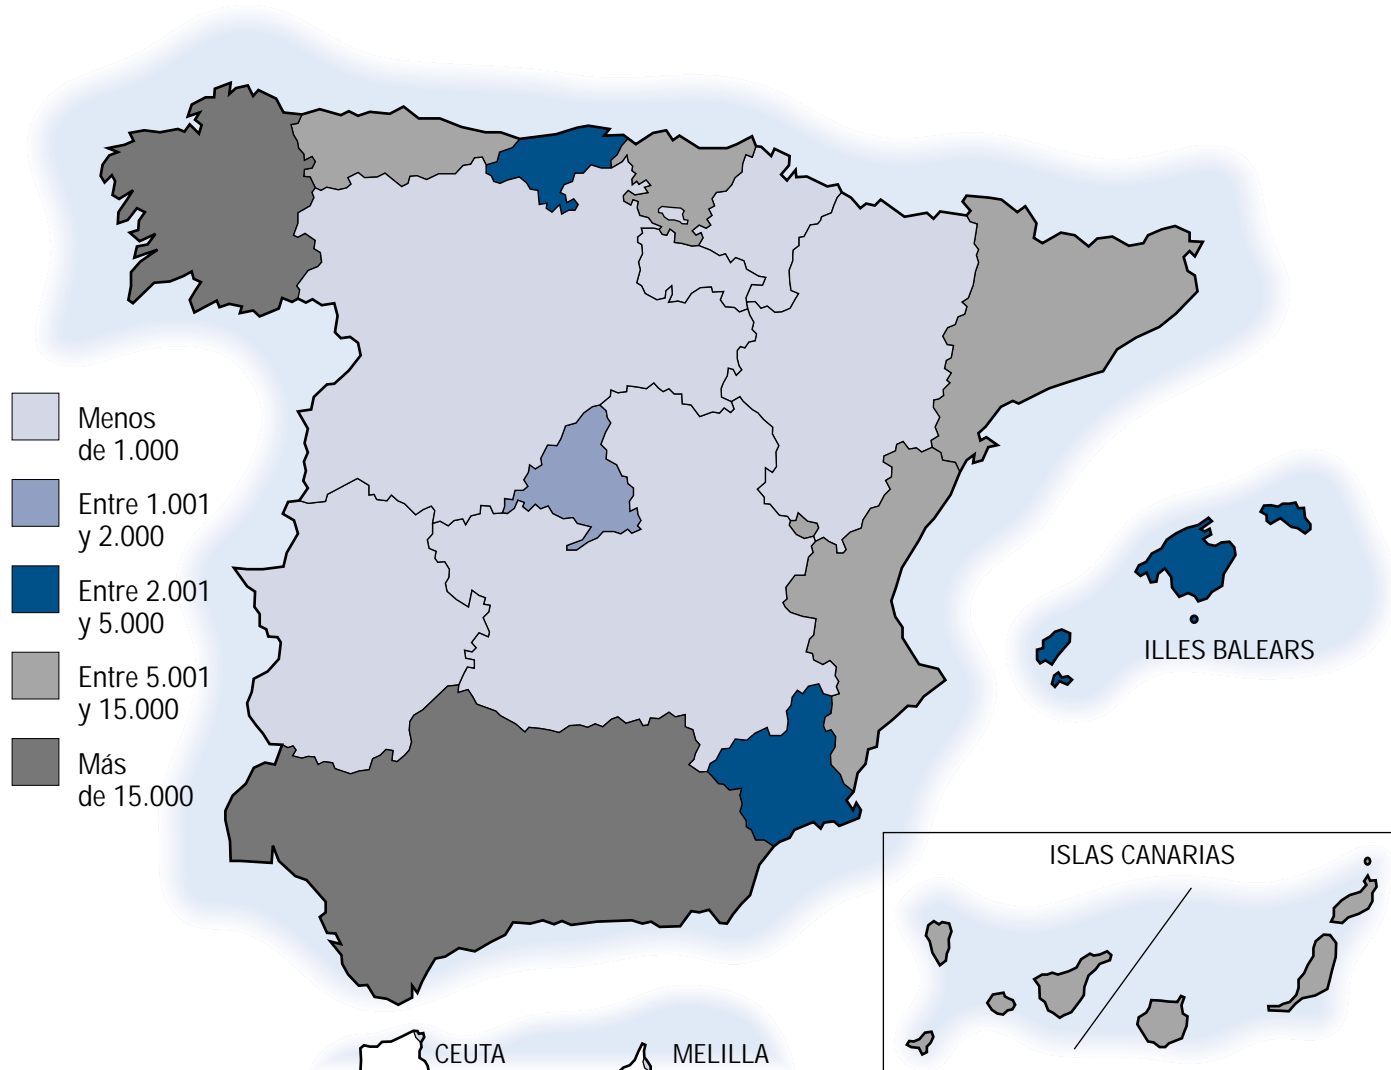 Menos
de 1.000
Entre 1.001
y 2.000
Entre 2.001
y 5.000
Entre 5.001
y 15.000
Más
de 15.000
ILLES BALEARS
ISLAS CANARIAS
CEUTA
MELILLA